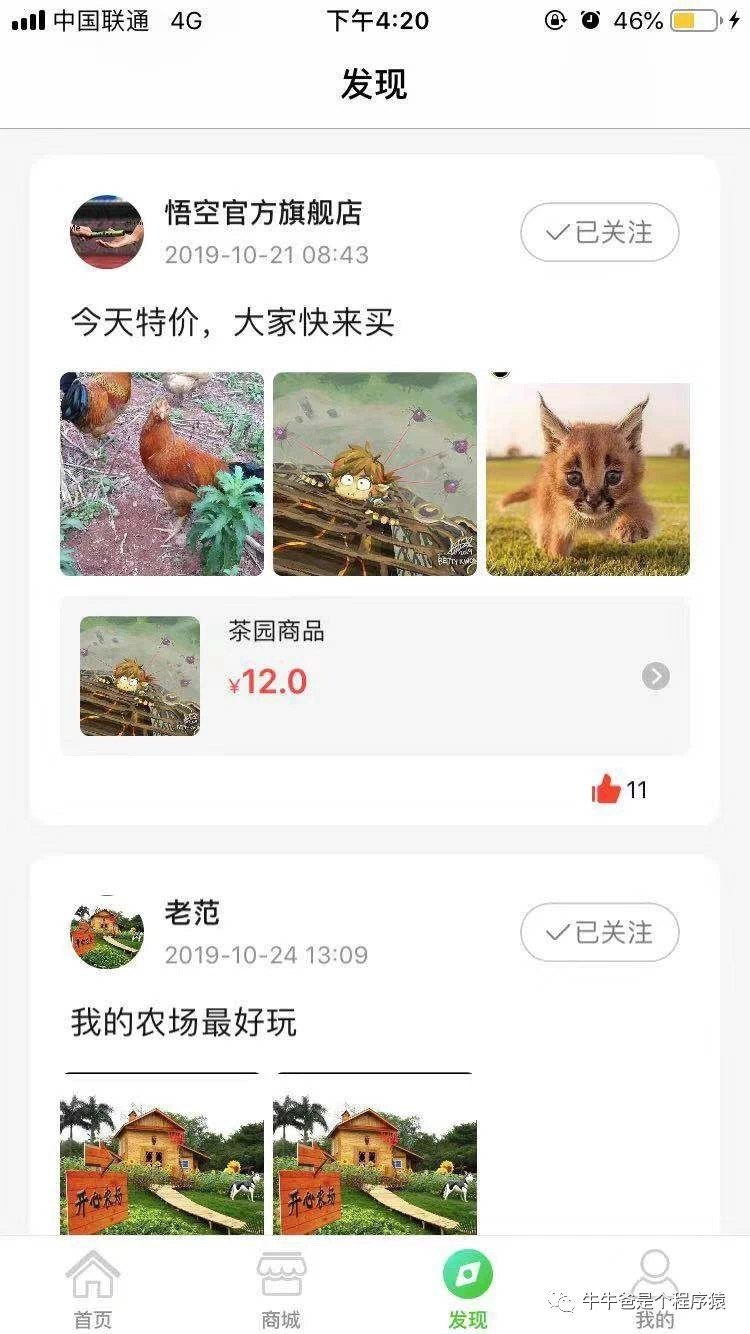 中国联通 4G 下午4:20 46%
发现
悟空官方旗舰店
2019-10-21 08:43
已关注
今天特价，大家快来买
茶园商品
¥12.0
11
老范
2019-10-24 13:09
已关注
我的农场最好玩
开心农场
开心农场
首页
商城
发现
我的
牛牛爸是个程序猿